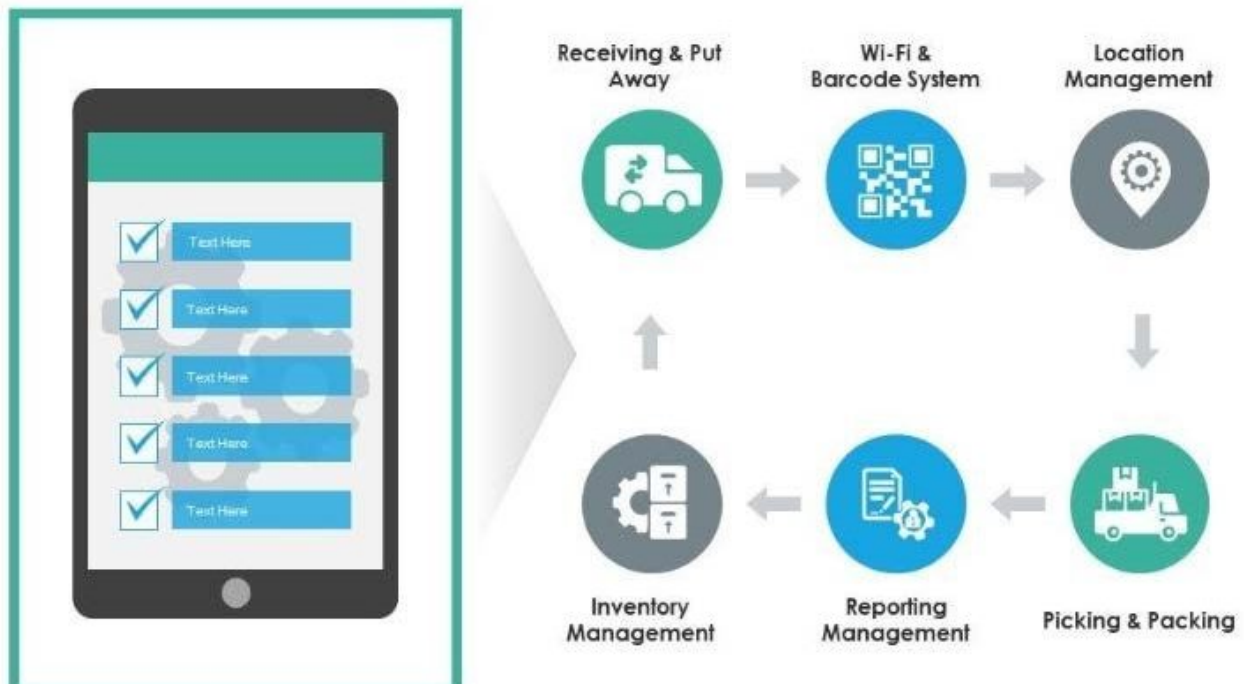 Text Here
Text Here
Text Here
Text Here
Text Here
Receiving & Put
Away
Wi-Fi &
Barcode System
Location
Management
Inventory
Management
Reporting
Management
Picking & Packing